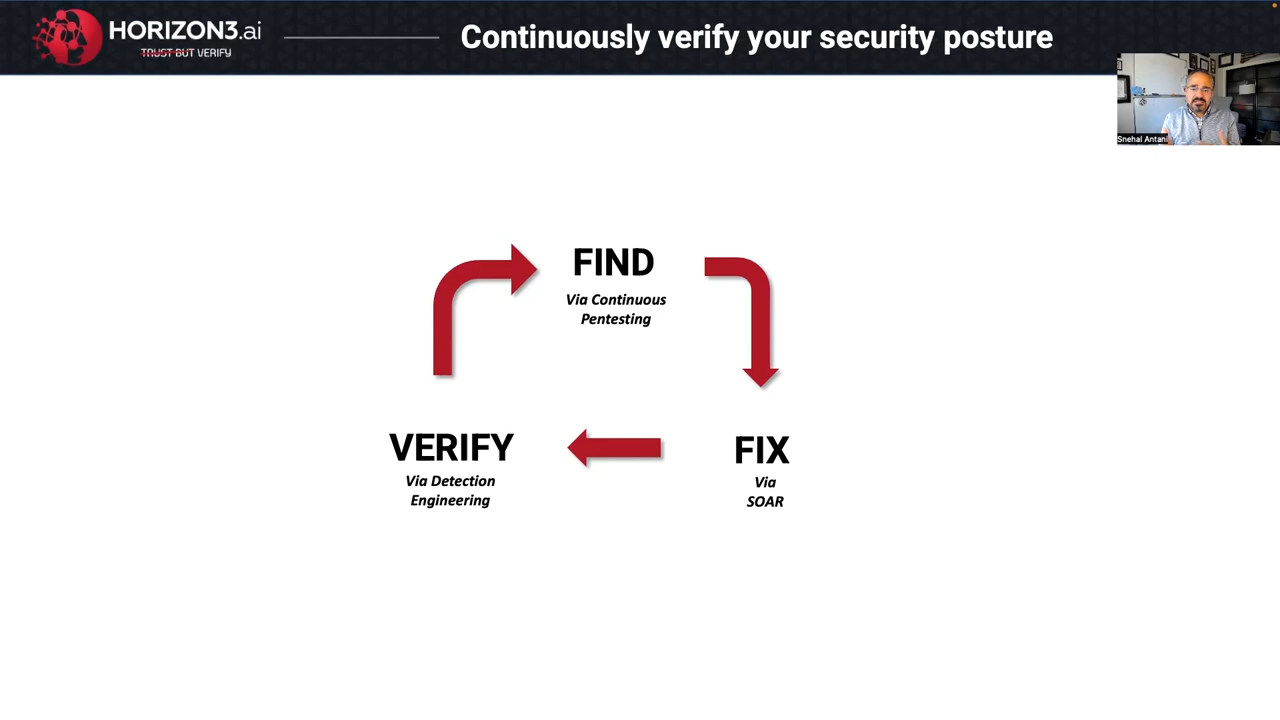 HORIZON3.ai
TRUST BUT VERIFY
Continuously verify your security posture
Snehal Antani
FIND
Via Continuous
Pentesting
VERIFY
Via Detection
Engineering
FIX
Via
SOAR